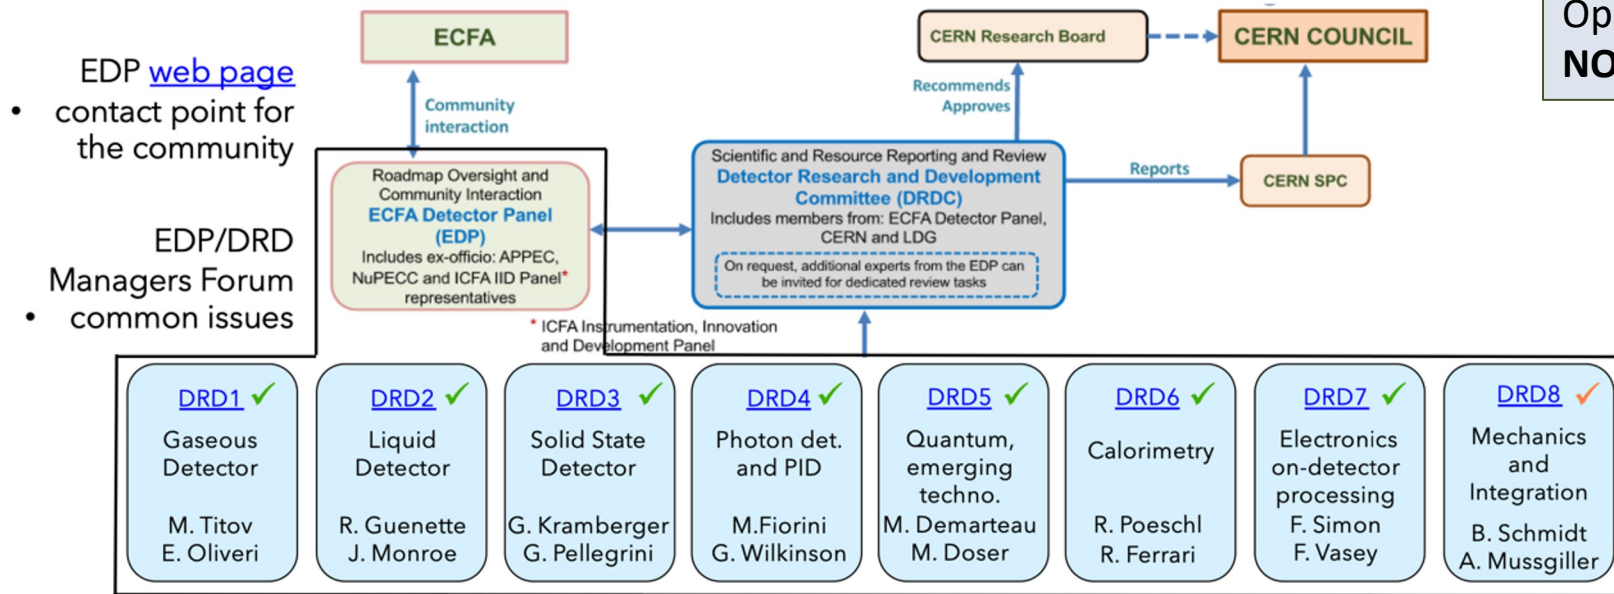 ECFA
CERN Research Board
CERN COUNCIL
Op
NO
EDP web page
• contact point for
the community
Community
interaction
Recommends
Approves
Roadmap Oversight and
Community Interaction
ECFA Detector Panel
(EDP)
Includes ex-officio: APPEC,
NuPECC and ICFA IID Panel*
representatives
Scientific and Resource Reporting and Review
Detector Research and Development
Committee (DRDC)
Includes members from: ECFA Detector Panel,
CERN and LDG
On request, additional experts from the EDP can
be invited for dedicated review tasks
Reports
CERN SPC
EDP/DRD
Managers Forum
• common issues
* ICFA Instrumentation, Innovation
and Development Panel
DRD1 ✓
Gaseous
Detector
M. Titov
E. Oliveri
DRD2 ✓
Liquid
Detector
R. Guenette
J. Monroe
DRD3 ✓
Solid State
Detector
G. Kramberger
G. Pellegrini
DRD4 ✓
Photon det.
and PID
M.Fiorini
G. Wilkinson
DRD5 ✓
Quantum,
emerging
techno.
M. Demarteau
M. Doser
DRD6 ✓
Calorimetry
R. Poeschl
R. Ferrari
DRD7 ✓
Electronics
on-detector
processing
F. Simon
F. Vasey
DRD8 ✓
Mechanics
and
Integration
B. Schmidt
A. Mussgiller